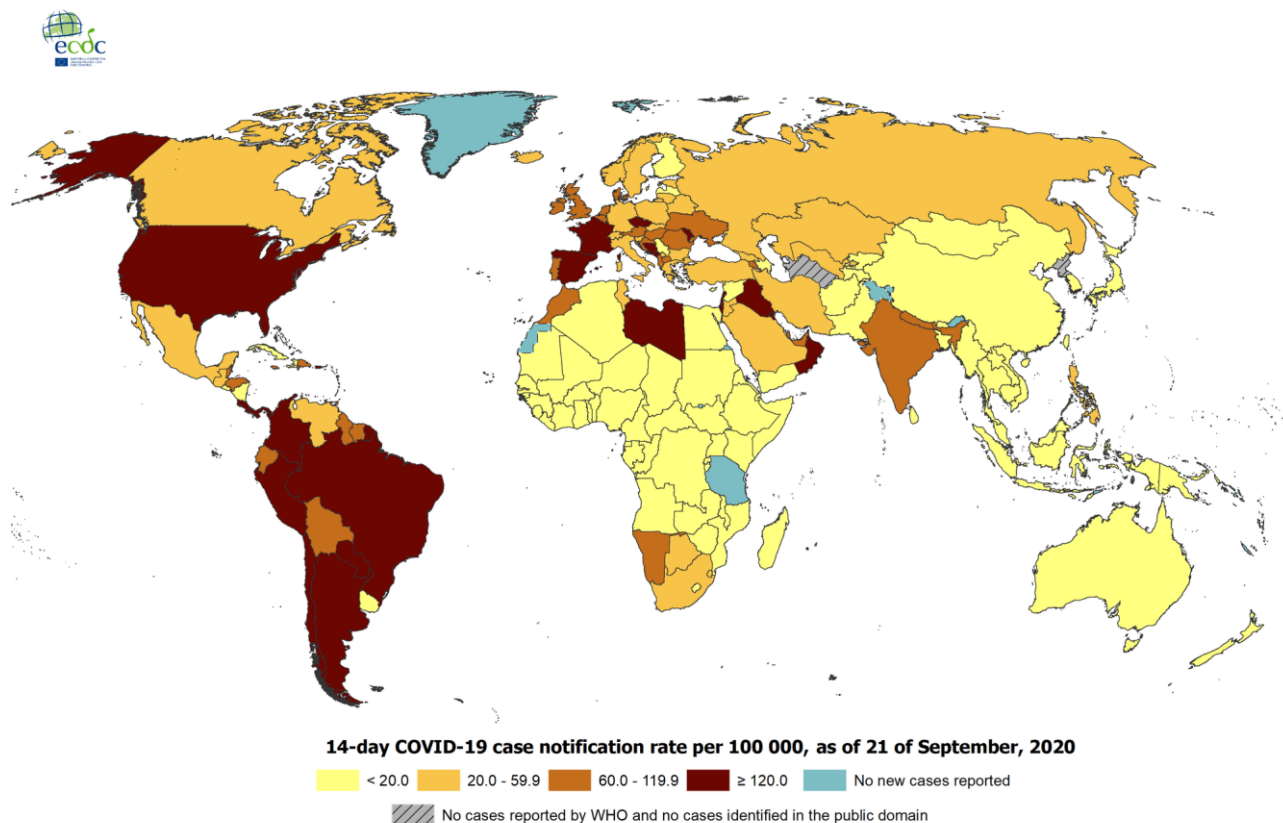 ecdc
14-day COVID-19 case notification rate per 100 000, as of 21 of September, 2020
< 20.0 20.0 - 59.9 60.0 - 119.9 ≥ 120.0 No new cases reported
No cases reported by WHO and no cases identified in the public domain